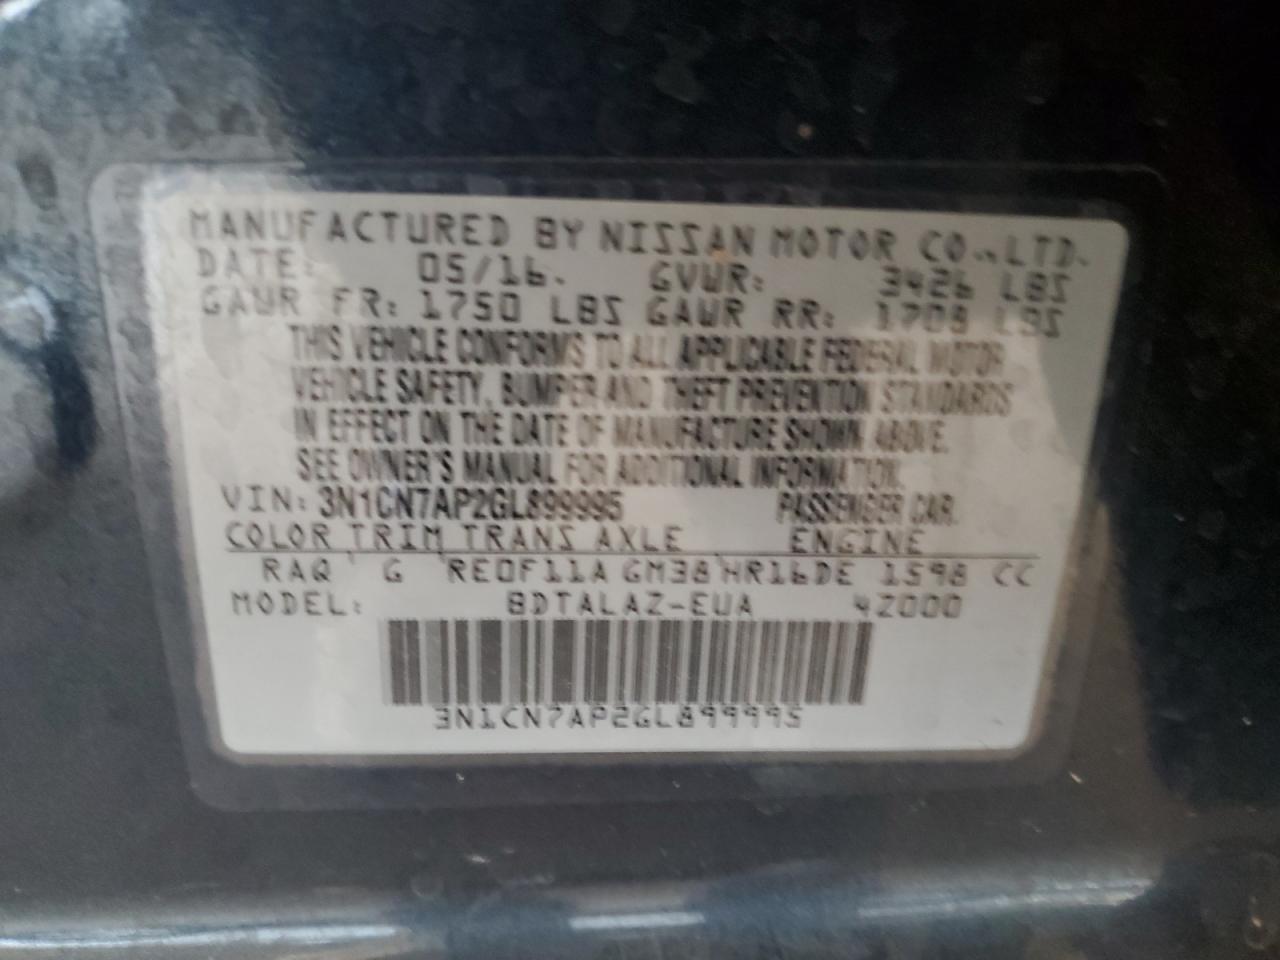 MANUFACTURED BY NISSAN MOTOR CO.,LTD.
DATE: 05/16. GVWR: 3426 LBS
GAWR FR: 1750 LBS GAWR RR: 1709 LBS
THIS VEHICLE CONFORMS TO ALL APPLICABLE FEDERAL MOTOR
VEHICLE SAFETY, BUMPER AND THEFT PREVENTION STANDARDS
IN EFFECT ON THE DATE OF MANUFACTURE SHOWN ABOVE.
SEE OWNER'S MANUAL FOR ADDITIONAL INFORMATION.
VIN: 3N1CN7AP2GL899995 PASSENGER CAR.
COLOR TRIM TRANS AXLE ENGINE
RAQ G RE0F11A GM38 HR16DE 1598 CC
MODEL: BDTALAZ-EUA 42000
3N1CN7AP2GL899995